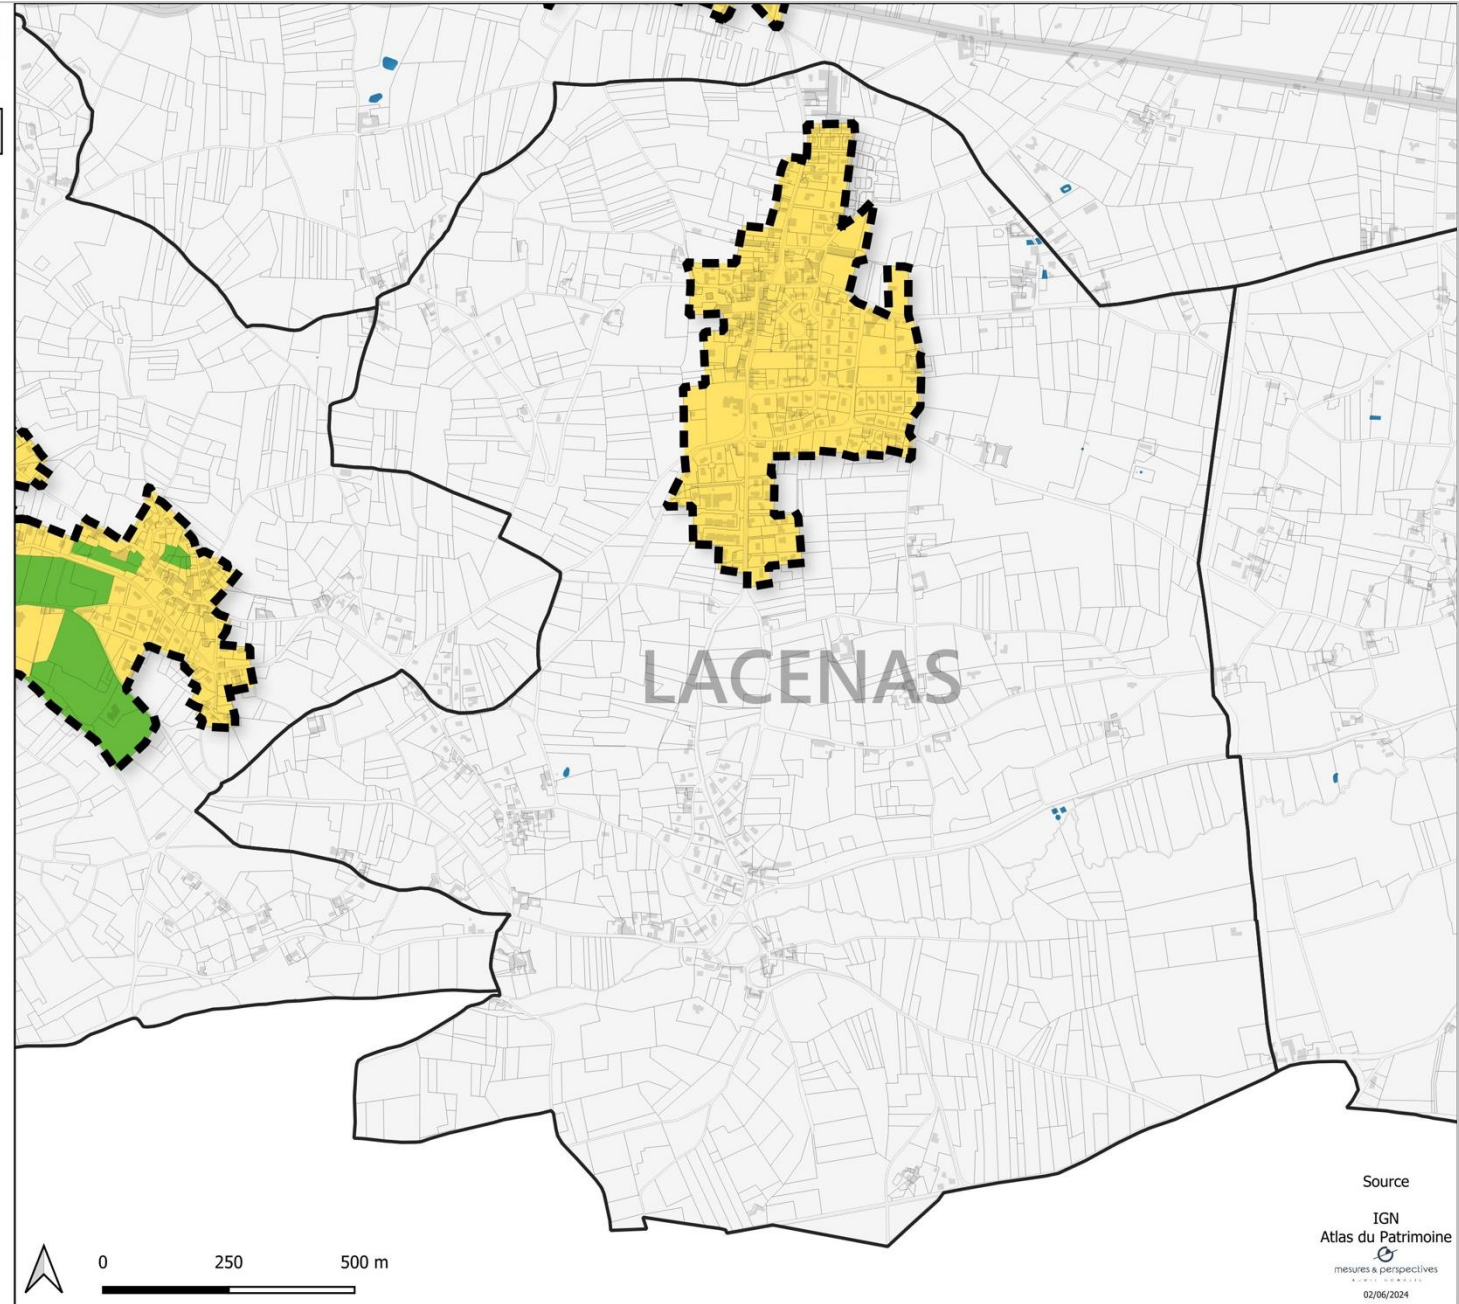 LACENAS
Source
IGN
Atlas du Patrimoine
mesures & perspectives
02/06/2024
0 250 500 m